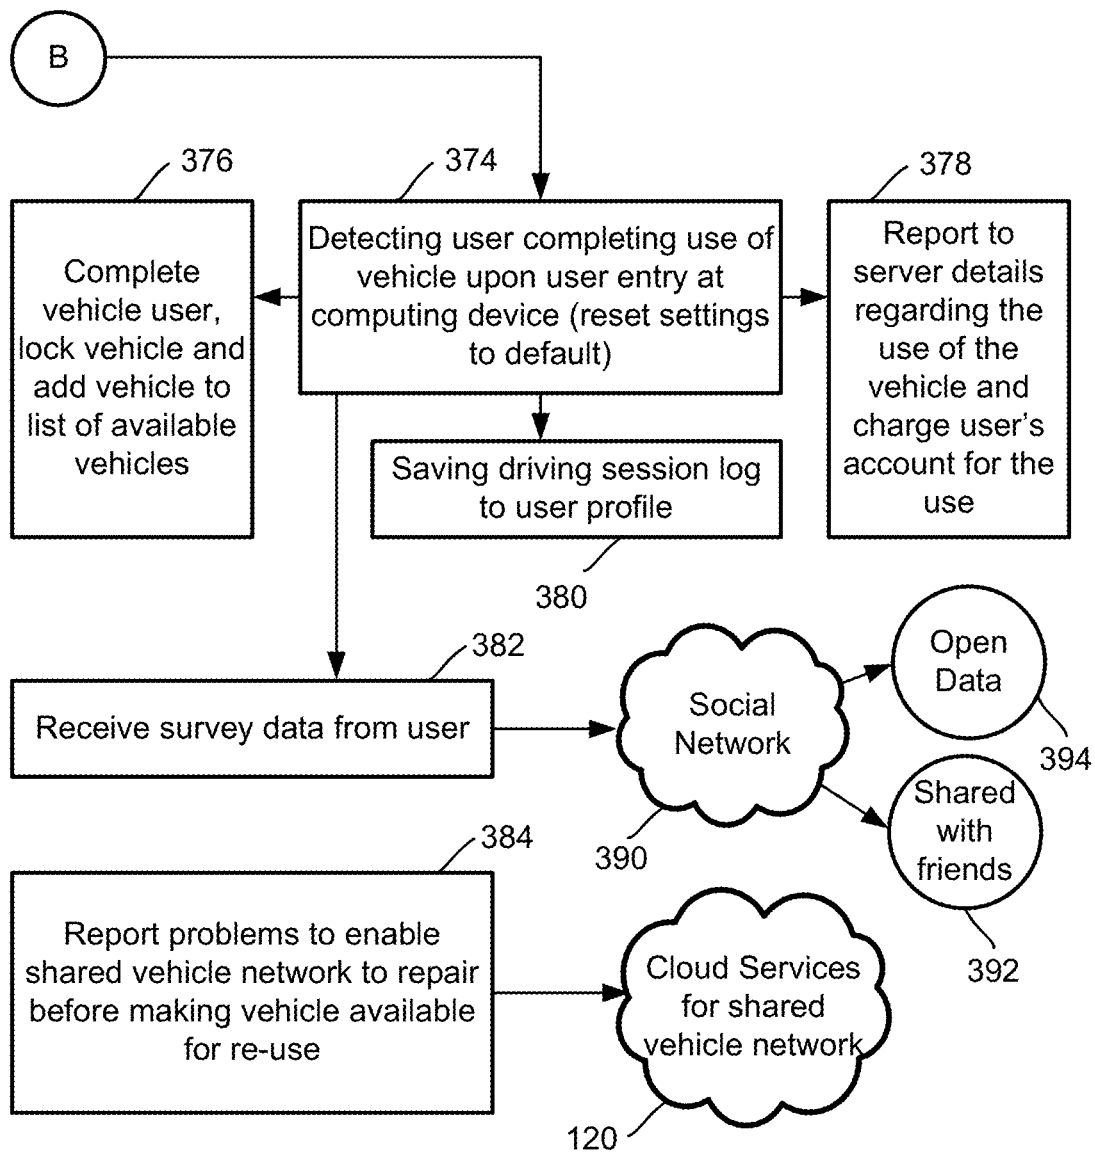 B
376
374
378
Complete
vehicle user,
lock vehicle and
add vehicle to
list of available
vehicles
Detecting user completing use of
vehicle upon user entry at
computing device (reset settings
to default)
Report to
server details
regarding the
use of the
vehicle and
charge user's
account for the
use
Saving driving session log
to user profile
380
382
Receive survey data from user
Social
Network
390
Open
Data
394
Shared
with
friends
392
384
Report problems to enable
shared vehicle network to repair
before making vehicle available
for re-use
Cloud Services
for shared
vehicle network
120